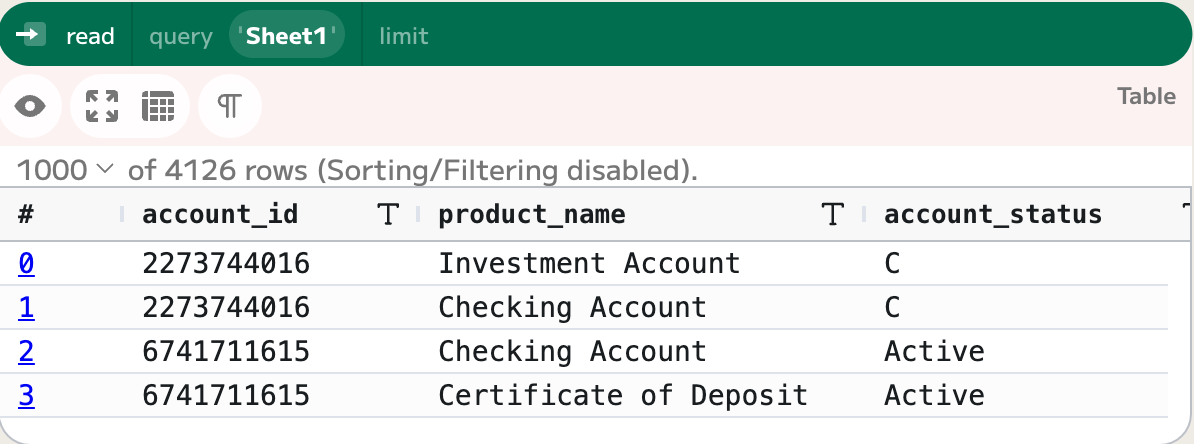 read query 'Sheet1' limit
Table
1000 of 4126 rows (Sorting/Filtering disabled).
# account_id T product_name T account_status
0 2273744016 Investment Account C
1 2273744016 Checking Account C
2 6741711615 Checking Account Active
3 6741711615 Certificate of Deposit Active